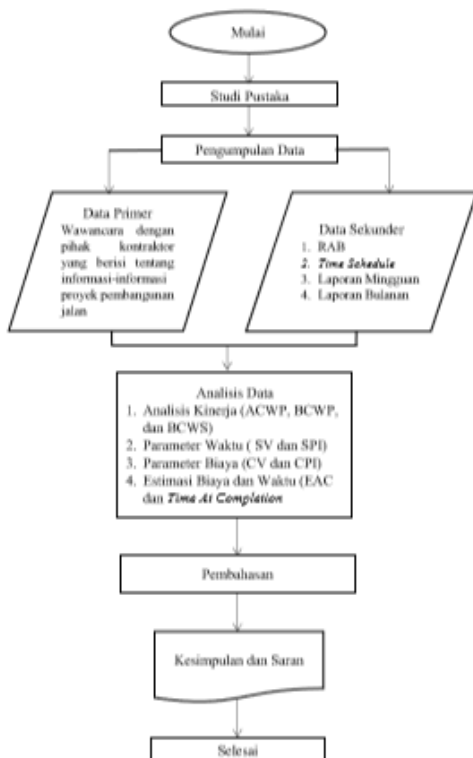 Mulai
Studi Pustaka
Pengumpulan Data
Data Primer
Wawancara dengan
pihak kontraktor
yang berisi tentang
informasi-informasi
proyek pembangunan
jalan
Data Sekunder
1. RAB
2. Time Schedule
3. Laporan Mingguan
4. Laporan Bulanan
Analisis Data
1. Analisis Kinerja (ACWP, BCWP,
dan BCWS)
2. Parameter Waktu ( SV dan SPI)
3. Parameter Biaya (CV dan CPI)
4. Estimasi Biaya dan Waktu (EAC
dan Time At Completion
Pembahasan
Kesimpulan dan Saran
Selesai